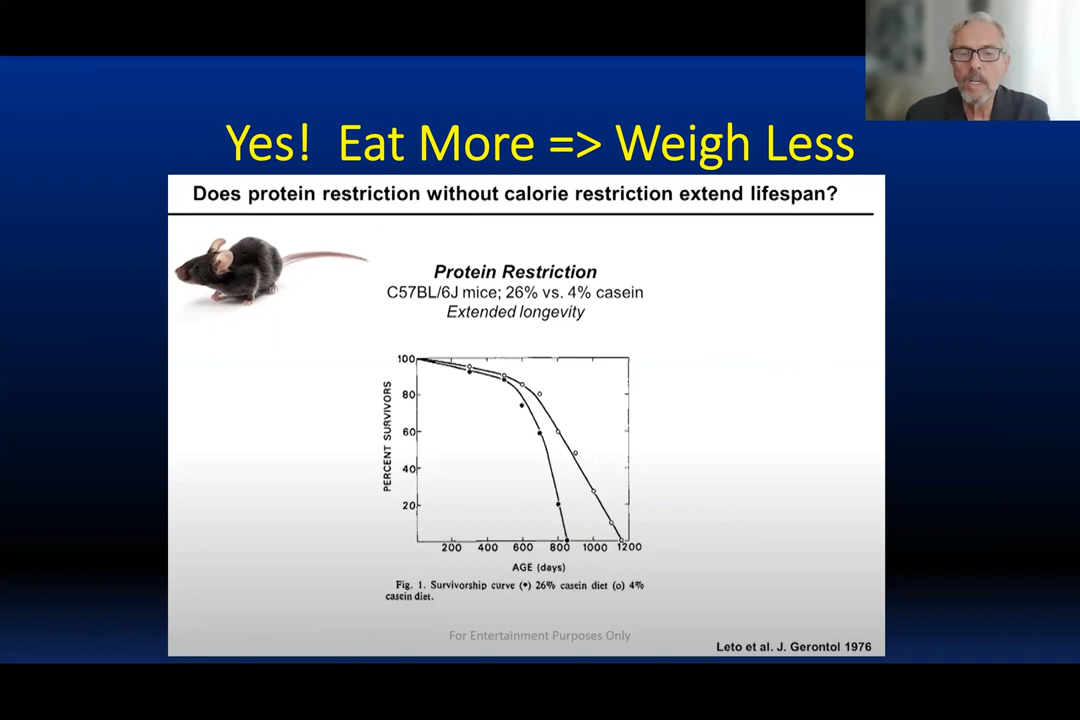 Yes! Eat More => Weigh Less
Does protein restriction without calorie restriction extend lifespan?
Protein Restriction
C57BL/6J mice; 26% vs. 4% casein
Extended longevity
PERCENT SURVIVORS
100
80
60
40
20
200 400 600 800 1000 1200
AGE (days)
Fig. 1. Survivorship curve (•) 26% casein diet (o) 4%
casein diet.
For Entertainment Purposes Only
Leto et al. J. Gerontol 1976